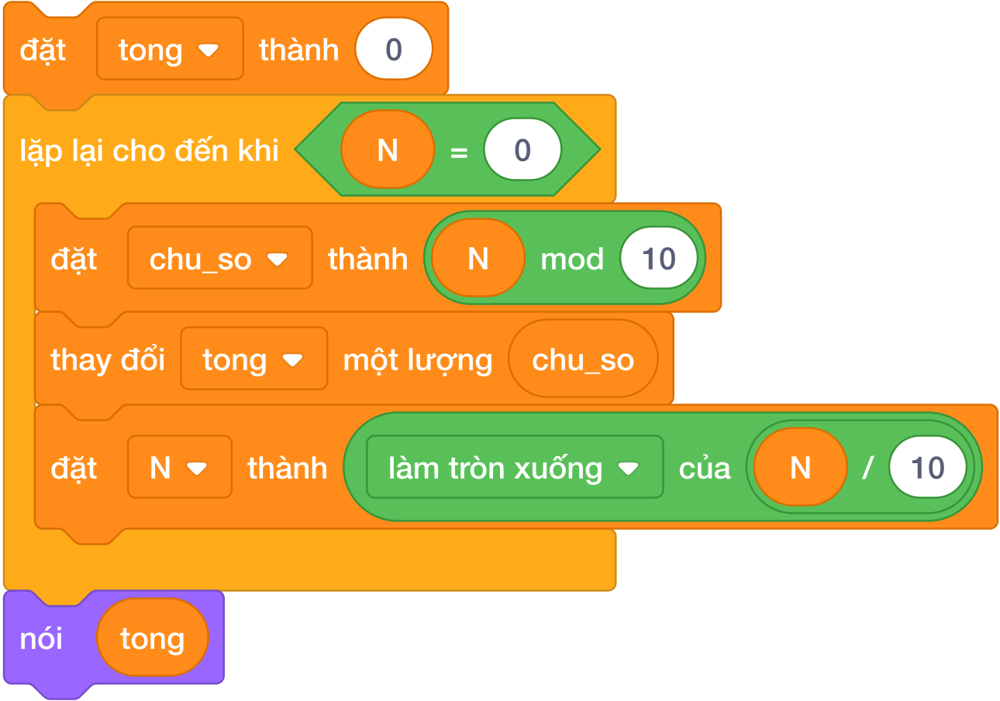 đặt tong thành 0
lặp lại cho đến khi N = 0
đặt chu_so thành N mod 10
thay đổi tong một lượng chu_so
đặt N thành làm tròn xuống của N / 10
nói tong